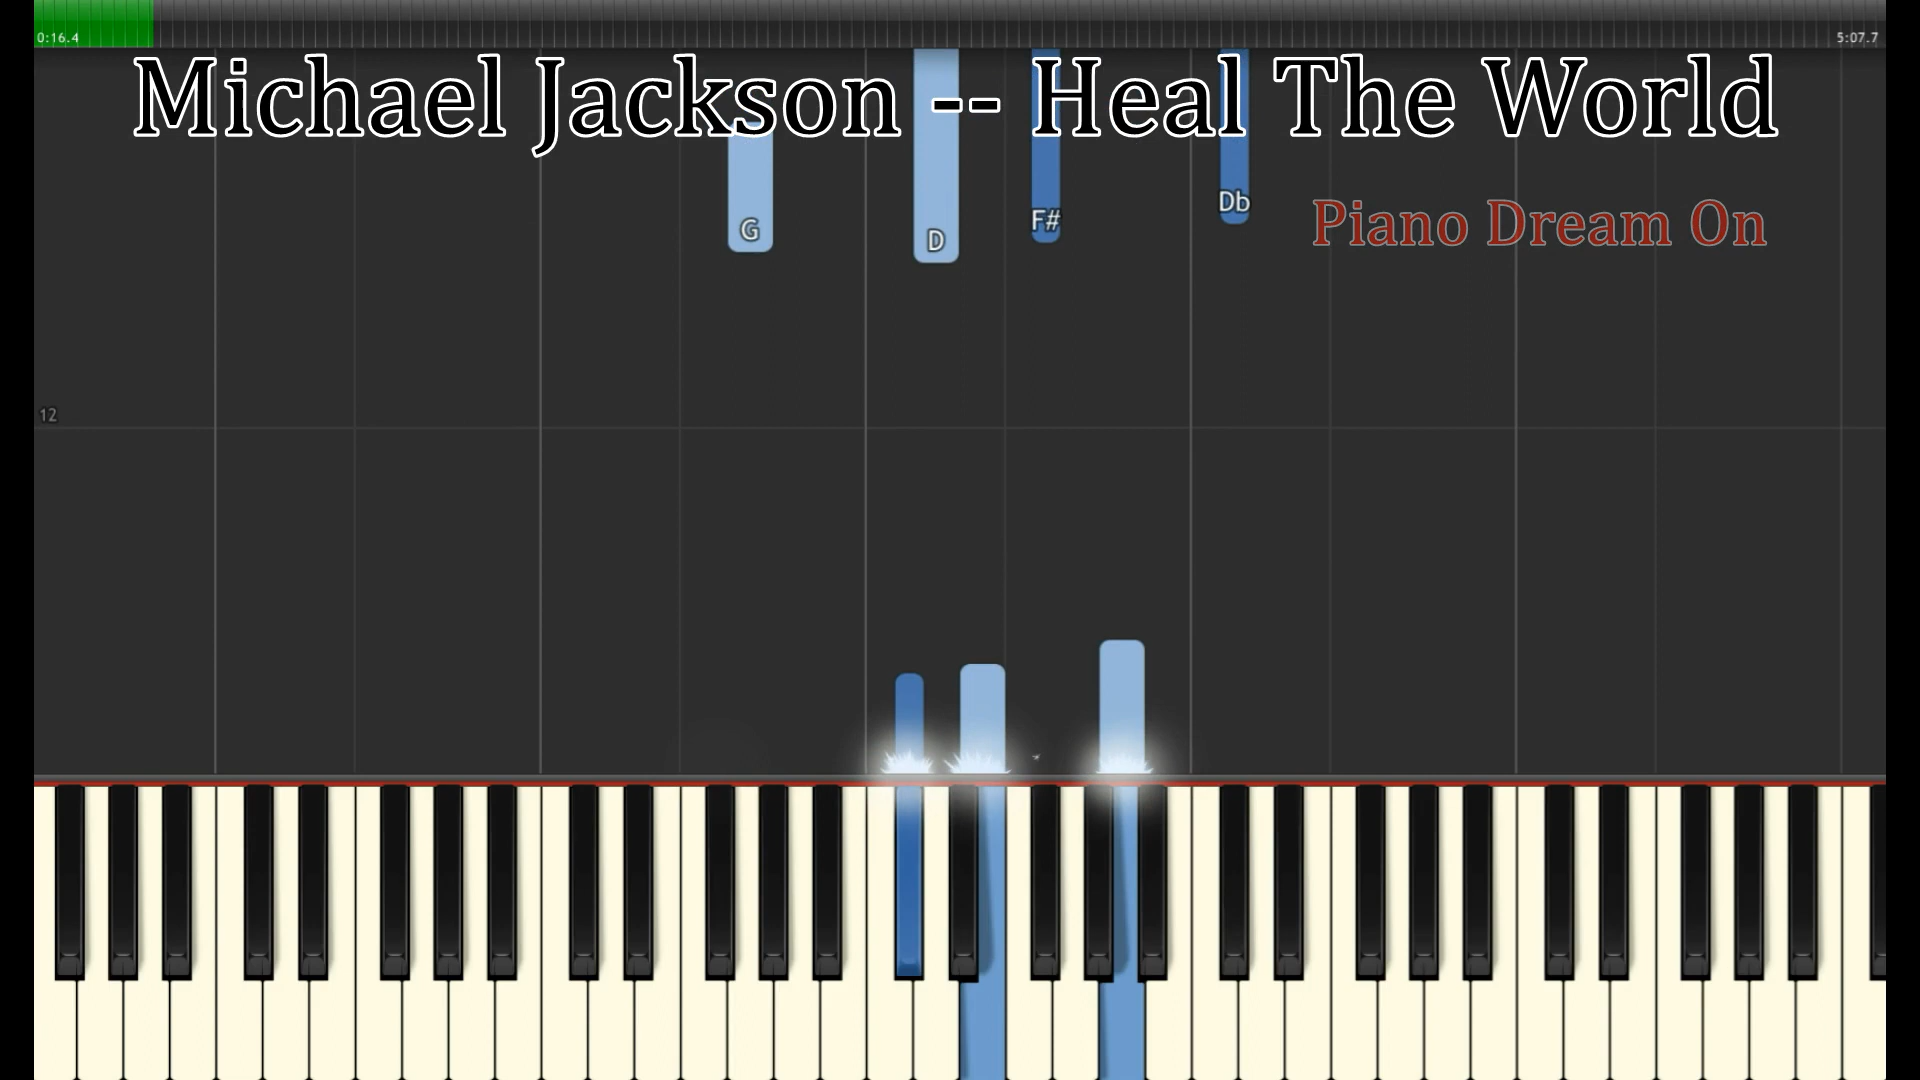 0:16.4
5:07.7
Michael Jackson -- Heal The World
Piano Dream On
G
D
F#
Db
12